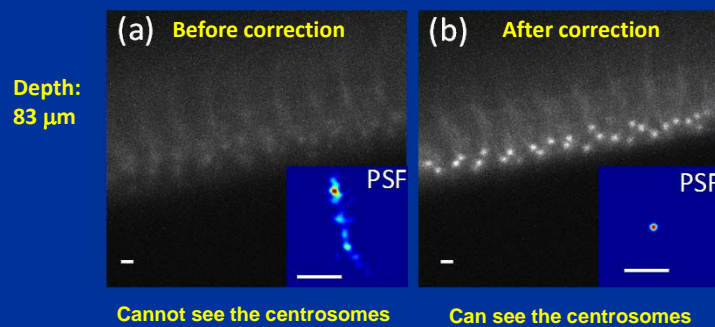 (a) Before correction
(b) After correction
Depth:
83 µm
PSF
PSF
Cannot see the centrosomes
Can see the centrosomes